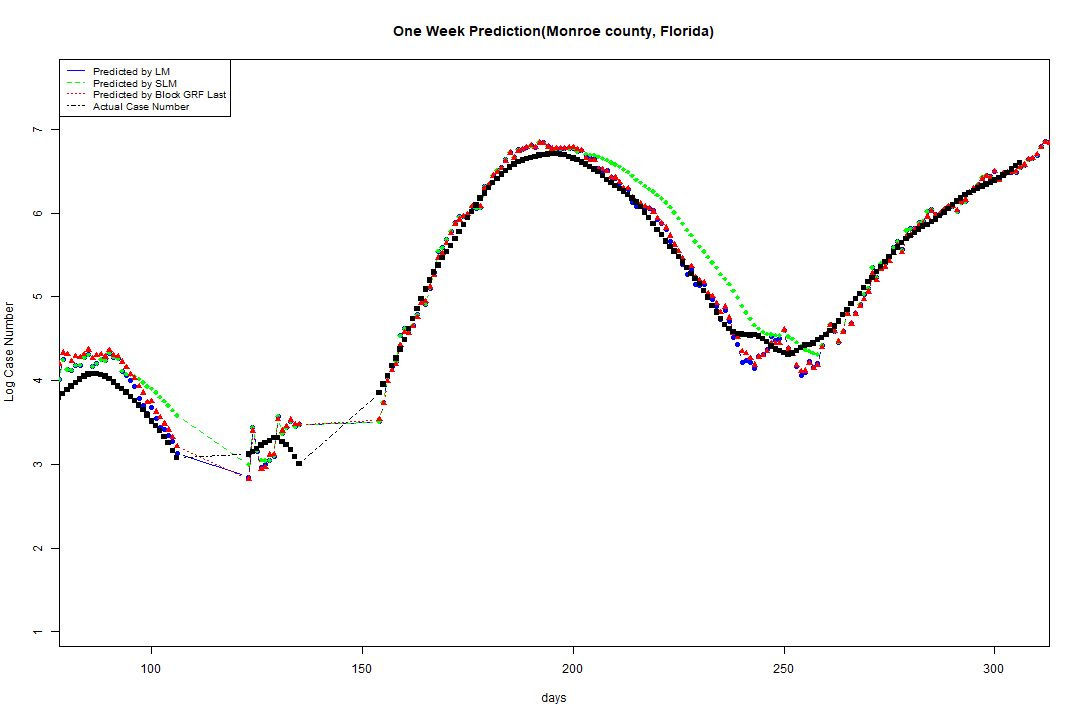 One Week Prediction(Monroe county, Florida)
Predicted by LM
Predicted by SLM
Predicted by Block GRF Last
Actual Case Number
7
6
5
4
3
2
1
Log Case Number
100 150 200 250 300
days